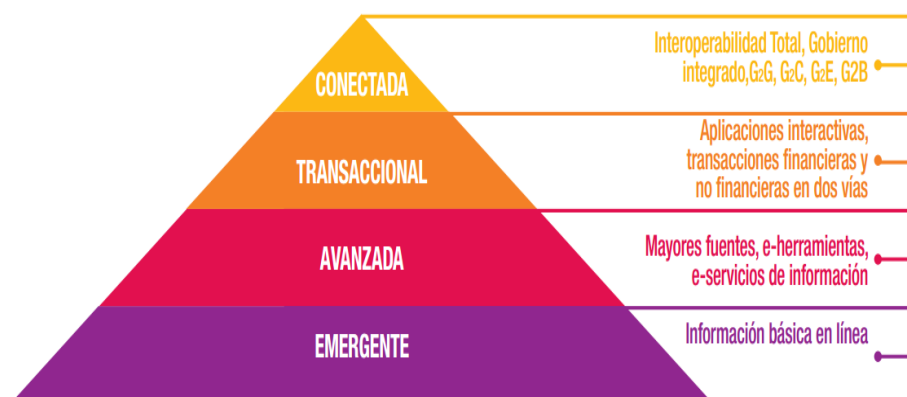 CONECTADA
Interoperabilidad Total, Gobierno
integrado,G2G, G2C, G2E, G2B
TRANSACCIONAL
Aplicaciones interactivas,
transacciones financieras y
no financieras en dos vías
AVANZADA
Mayores fuentes, e-herramientas,
e-servicios de información
EMERGENTE
Información básica en línea